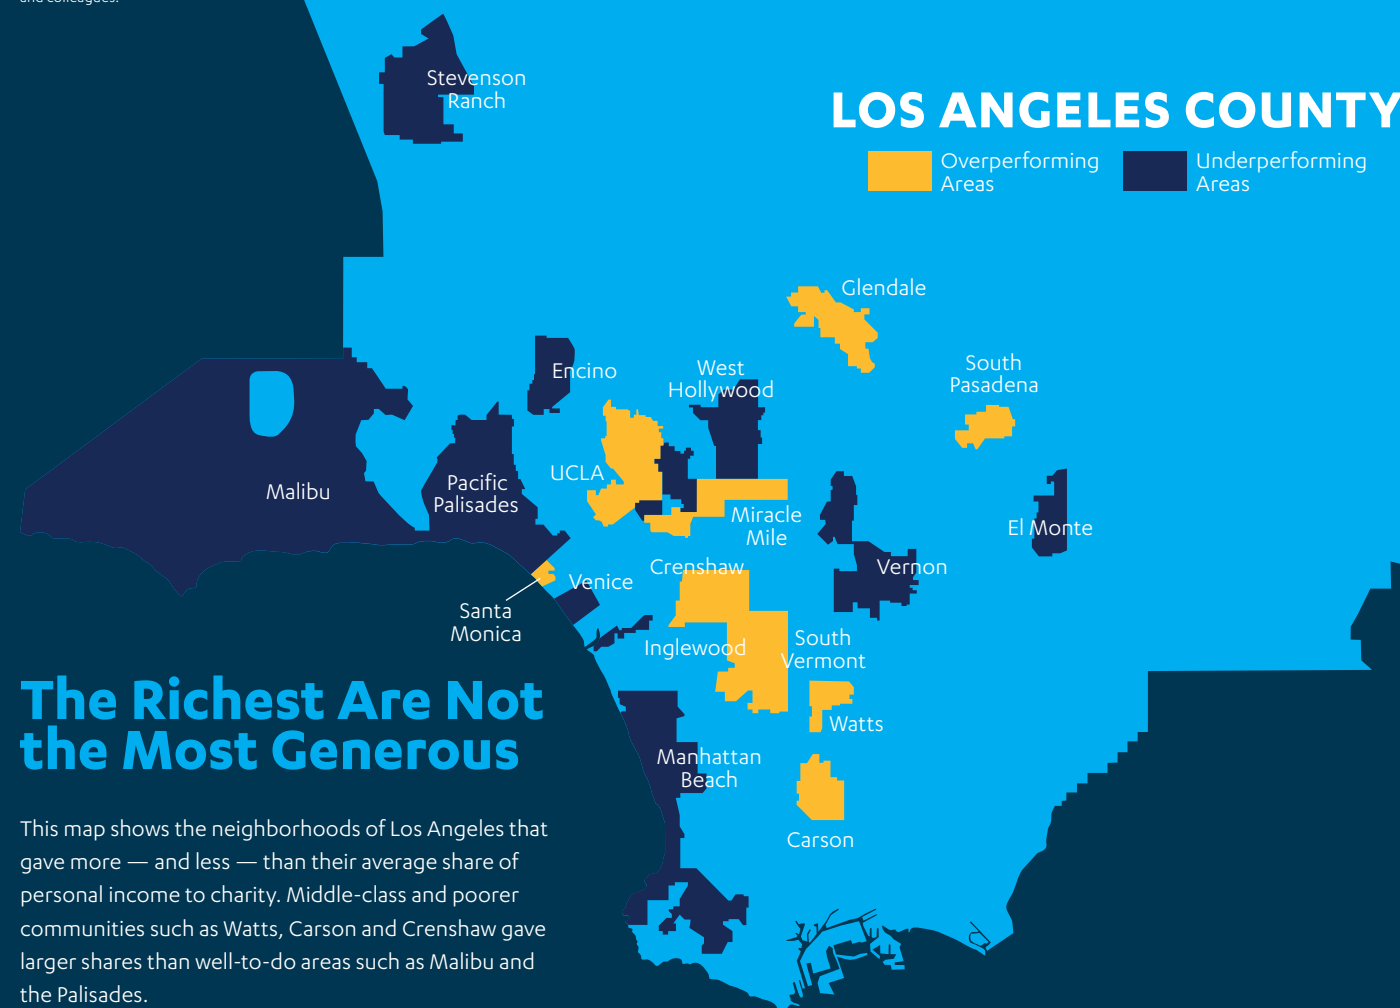 and colleagues.
Stevenson
Ranch
LOS ANGELES COUNTY
Overperforming
Areas
Underperforming
Areas
Glendale
South
Pasadena
Encino
West
Hollywood
UCLA
Malibu
Pacific
Palisades
Miracle
Mile
El Monte
Crenshaw
Vernon
Venice
Santa
Monica
Inglewood
South
Vermont
Watts
Manhattan
Beach
Carson
The Richest Are Not
the Most Generous
This map shows the neighborhoods of Los Angeles that
gave more — and less — than their average share of
personal income to charity. Middle-class and poorer
communities such as Watts, Carson and Crenshaw gave
larger shares than well-to-do areas such as Malibu and
the Palisades.